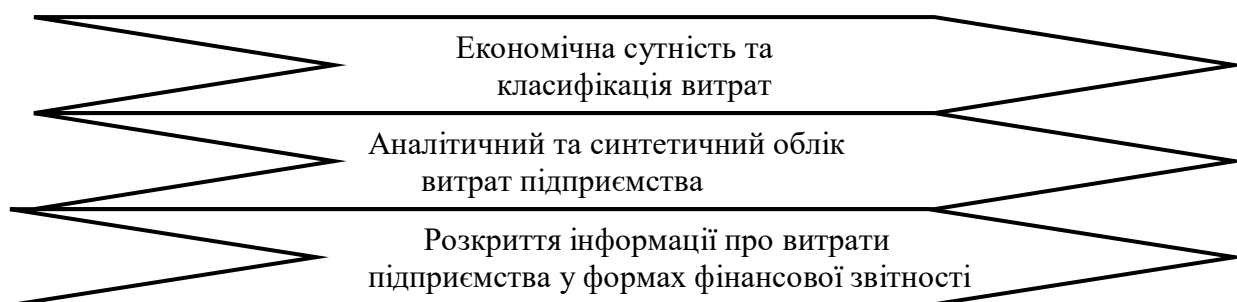 Економічна сутність та
класифікація витрат
Аналітичний та синтетичний облік
витрат підприємства
Розкриття інформації про витрати
підприємства у формах фінансової звітності